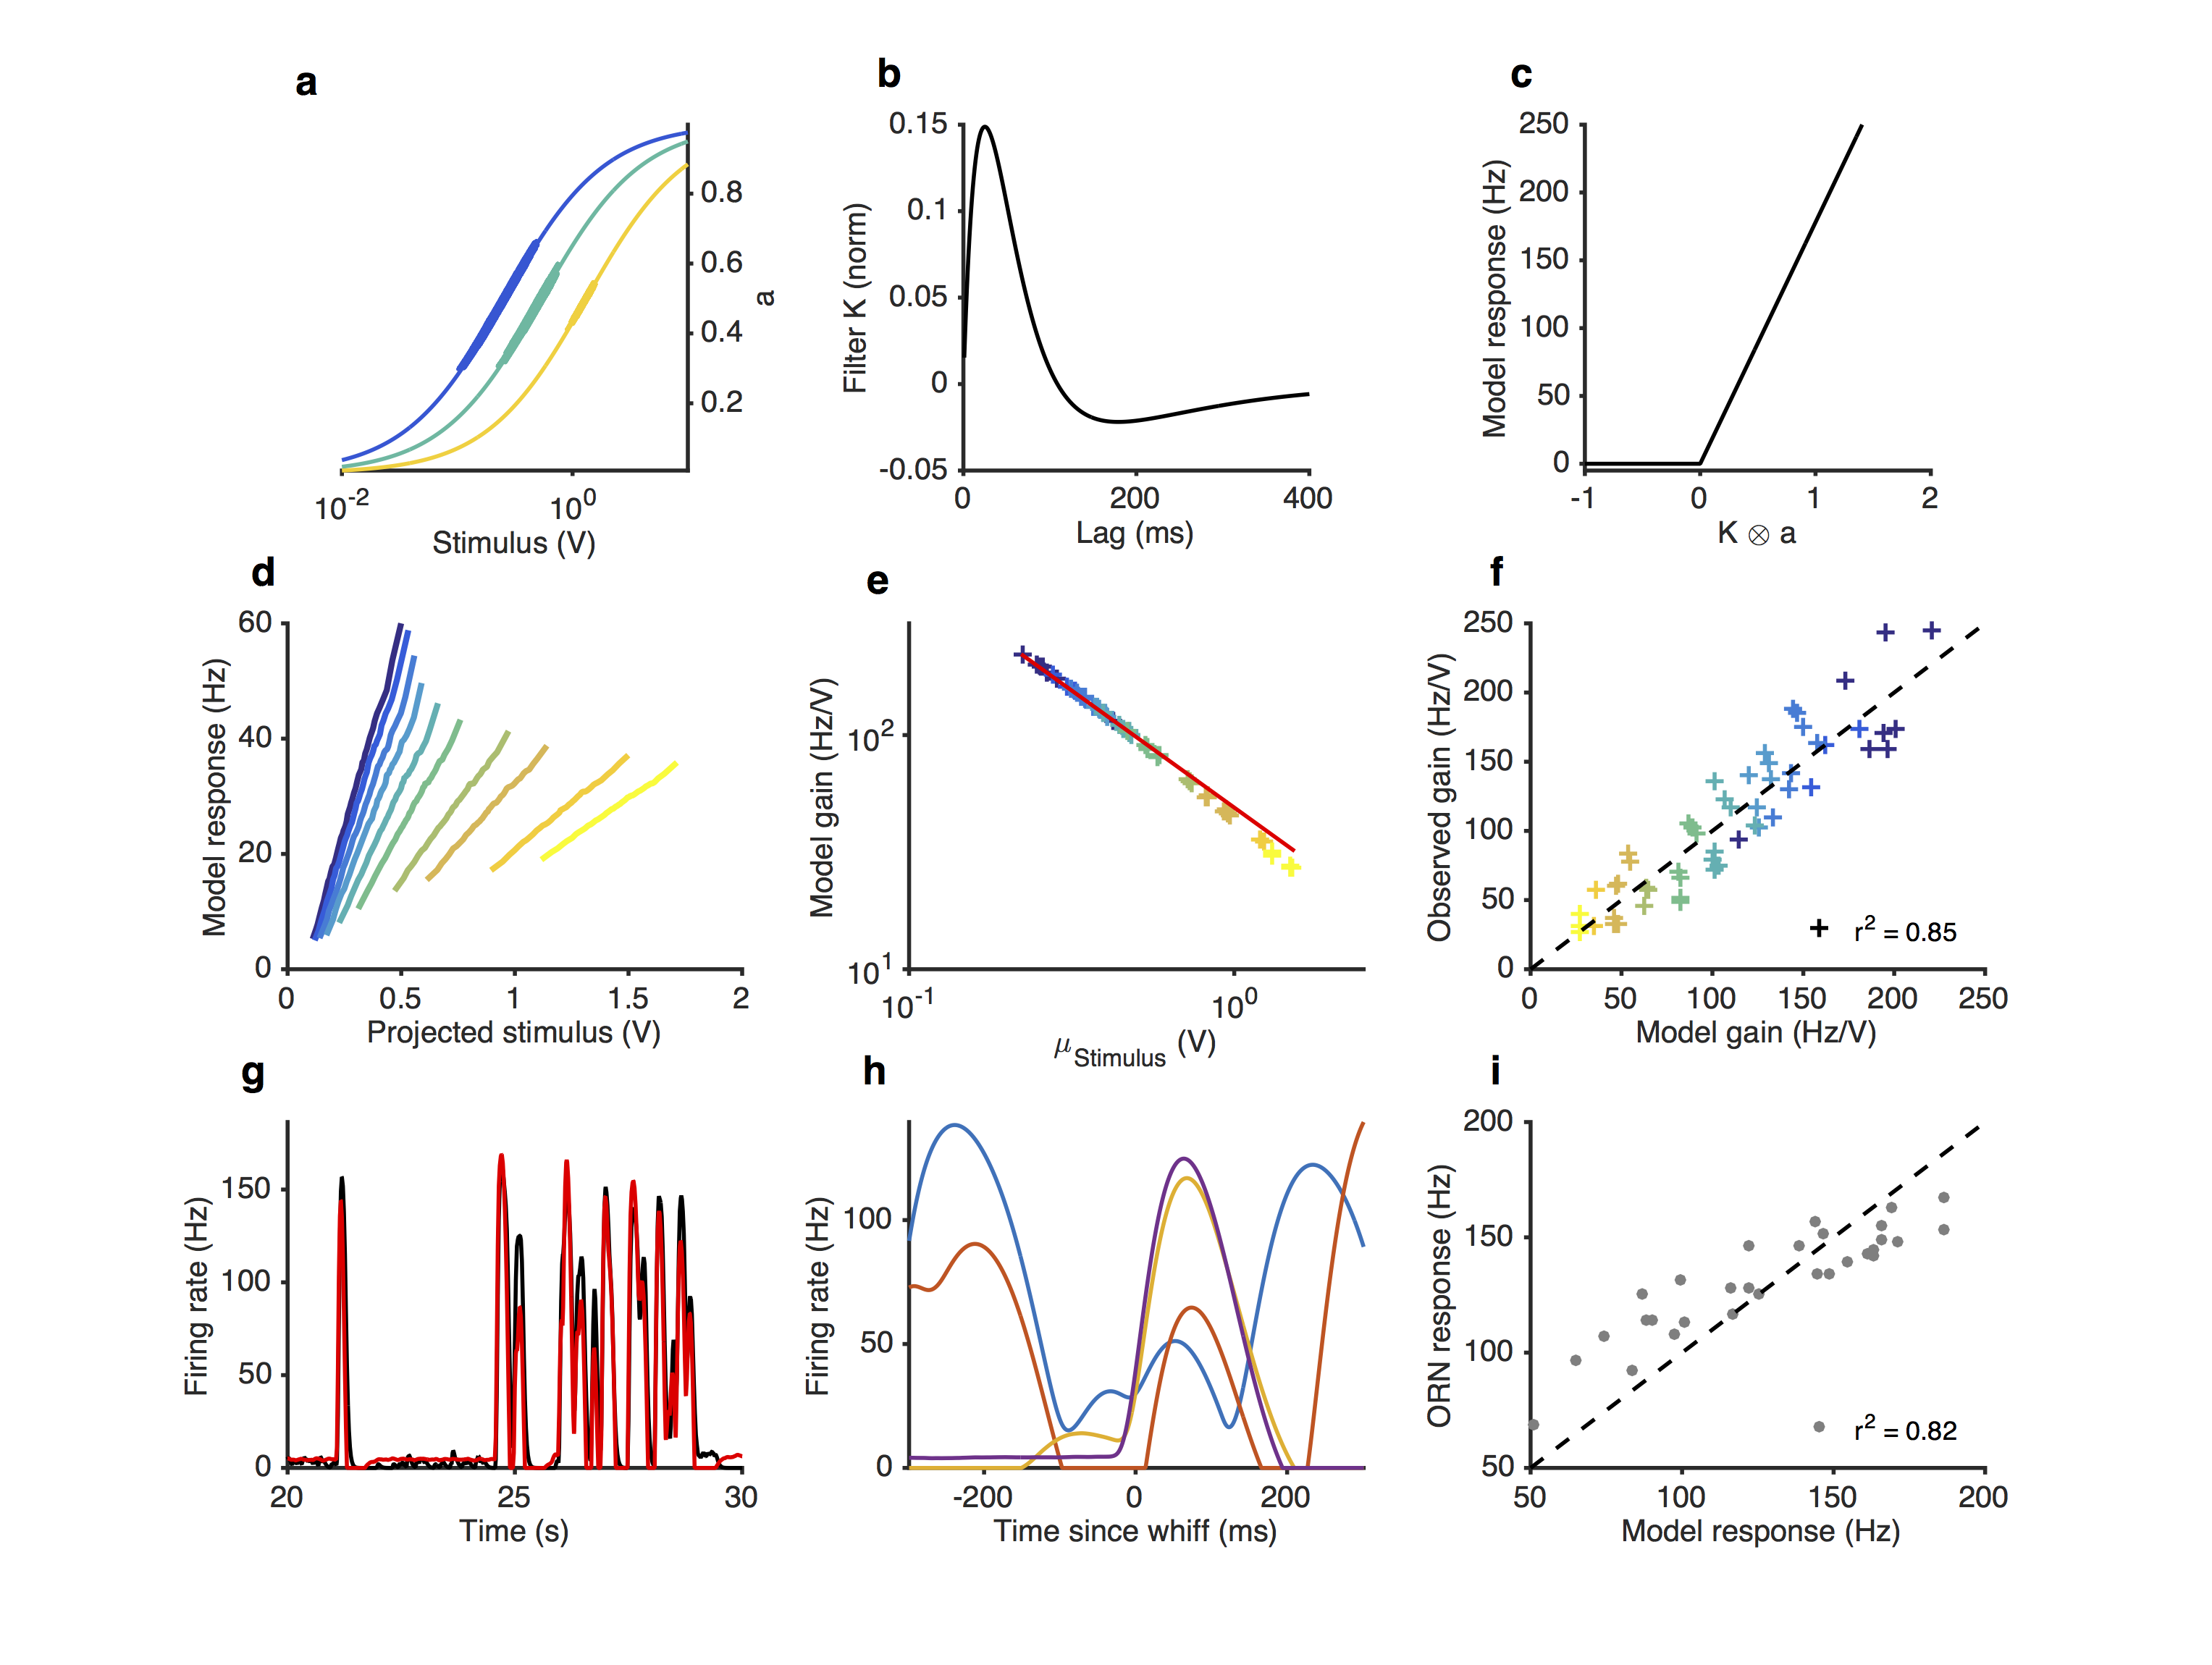 a
0.8
0.6
0.4
0.2
a
10-2
100
Stimulus (V)
b
0.15
0.1
0.05
0
-0.05
Filter K (norm)
0
200
400
Lag (ms)
c
250
200
150
100
50
0
Model response (Hz)
-1
0
1
2
K ⊗ a
d
60
40
20
0
Model response (Hz)
0
0.5
1
1.5
2
Projected stimulus (V)
e
102
101
Model gain (Hz/V)
10-1
100
μ Stimulus (V)
f
250
200
150
100
50
0
Observed gain (Hz/V)
r2 = 0.85
0
50
100
150
200
250
Model gain (Hz/V)
g
150
100
50
0
Firing rate (Hz)
20
25
30
Time (s)
h
100
50
0
Firing rate (Hz)
-200
0
200
Time since whiff (ms)
i
200
150
100
50
ORN response (Hz)
r2 = 0.82
50
100
150
200
Model response (Hz)